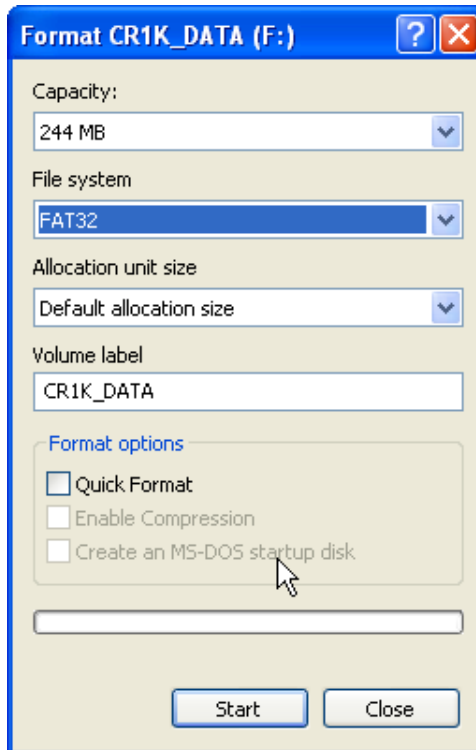 Format CR1K_DATA (F:)
Capacity:
244 MB
File system
FAT32
Allocation unit size
Default allocation size
Volume label
CR1K_DATA
Format options
Quick Format
Enable Compression
Create an MS-DOS startup disk
Start
Close